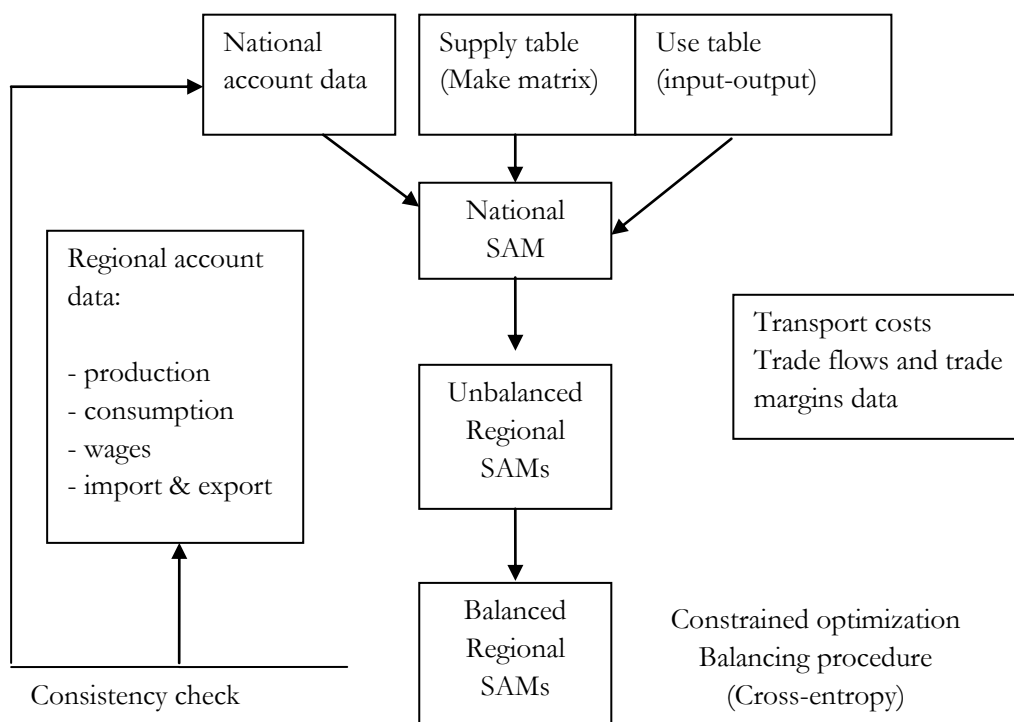 National
account data
Supply table
(Make matrix)
Use table
(input-output)
National
SAM
Regional account
data:
- production
- consumption
- wages
- import & export
Transport costs
Trade flows and trade
margins data
Unbalanced
Regional
SAMs
Balanced
Regional
SAMs
Constrained optimization
Balancing procedure
(Cross-entropy)
Consistency check